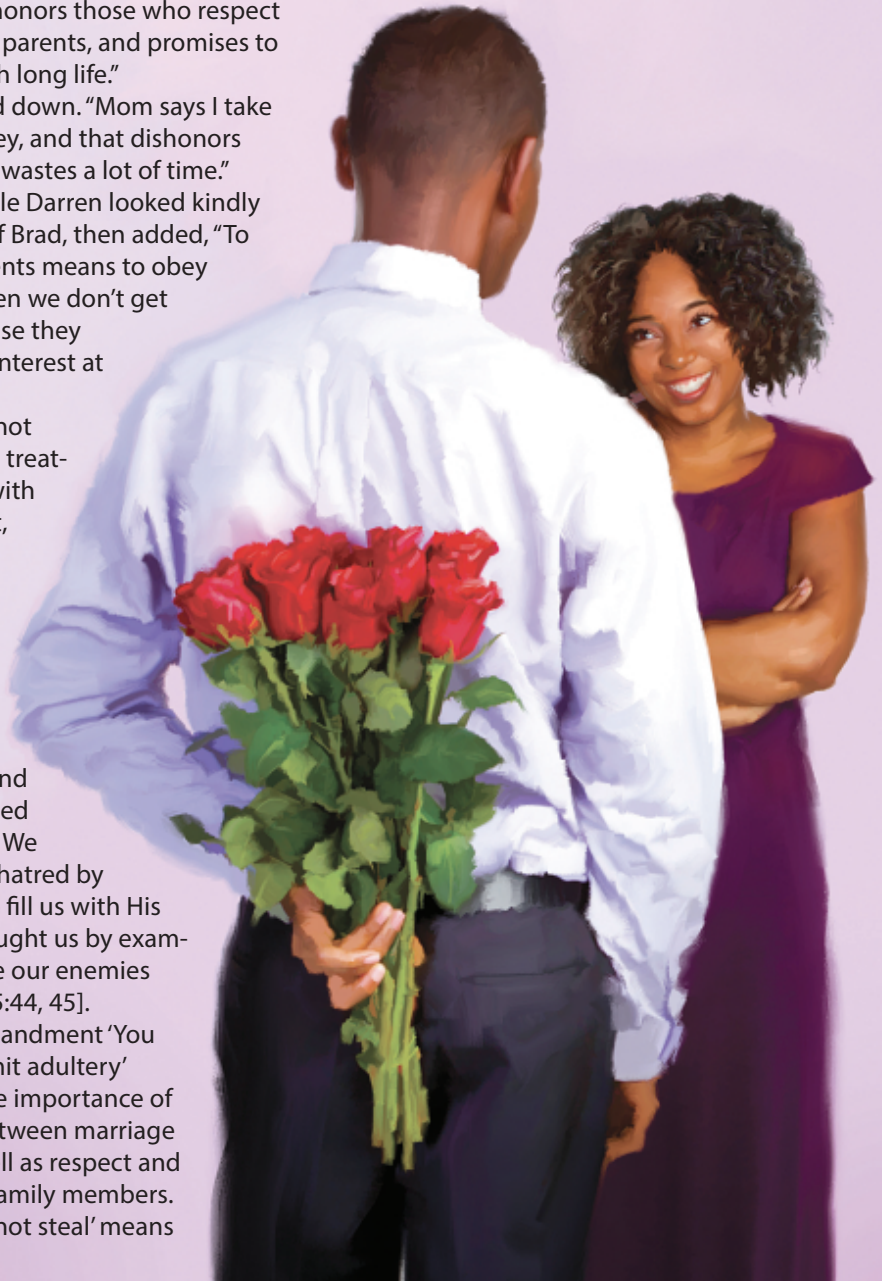 honors those who respect
parents, and promises to
h long life.”
d down. “Mom says I take
ey, and that dishonors
wastes a lot of time.”
le Darren looked kindly
f Brad, then added, “To
ents means to obey
en we don’t get
se they
nterest at
not
treat-
vith
t,
nd
ed
We
hatred by
fill us with His
ught us by exam-
e our enemies
5:44, 45].
andment ‘You
nit adultery’
e importance of
tween marriage
ll as respect and
amily members.
not steal’ means